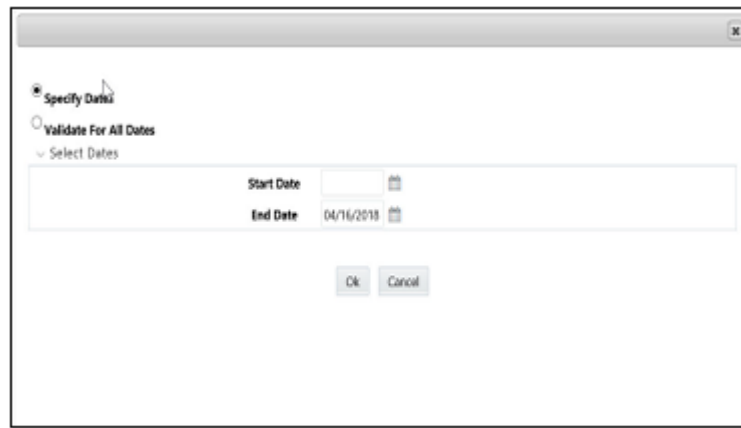 Specify Dates
Validate For All Dates
Select Dates
Start Date
End Date 04/16/2018
Ok Cancel